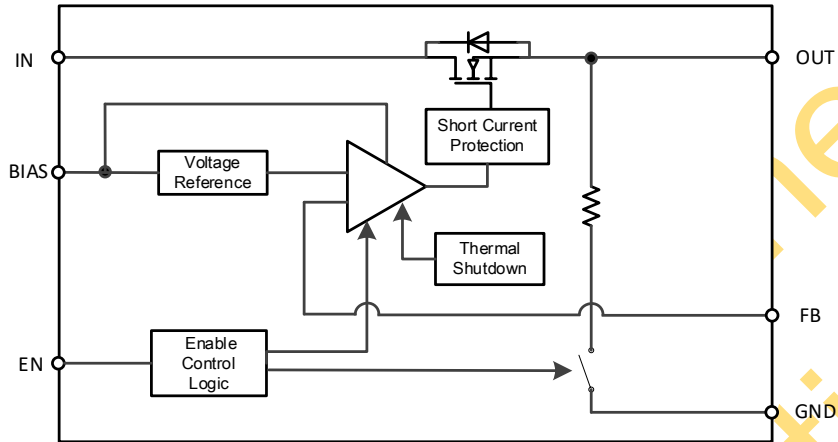 IN
OUT
Short Current
Protection
BIAS
Voltage
Reference
Thermal
Shutdown
FB
EN
Enable
Control
Logic
GND